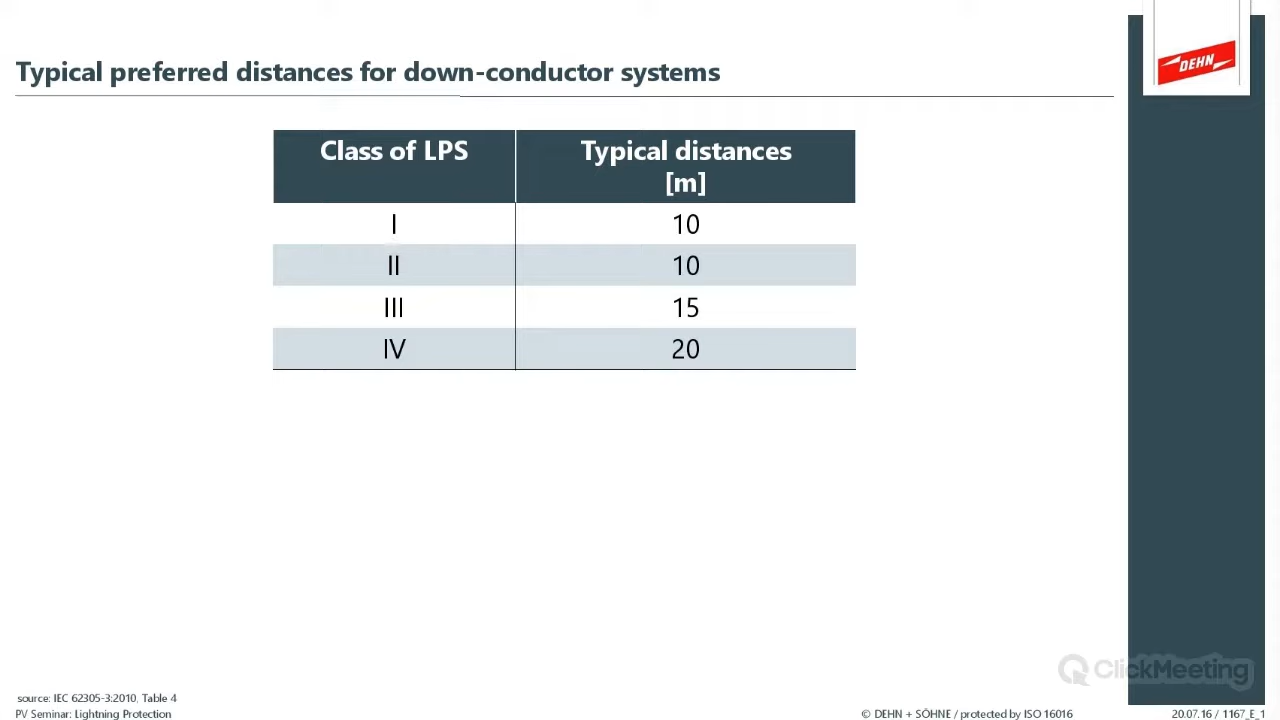 Typical preferred distances for down-conductor systems
DEHN
Class of LPS
Typical distances
[m]
I
10
II
10
III
15
IV
20
ClickMeeting
source: IEC 62305-3:2010, Table 4
PV Seminar: Lightning Protection
© DEHN + SÖHNE / protected by ISO 16016
20.07.16 / 1167_E_1